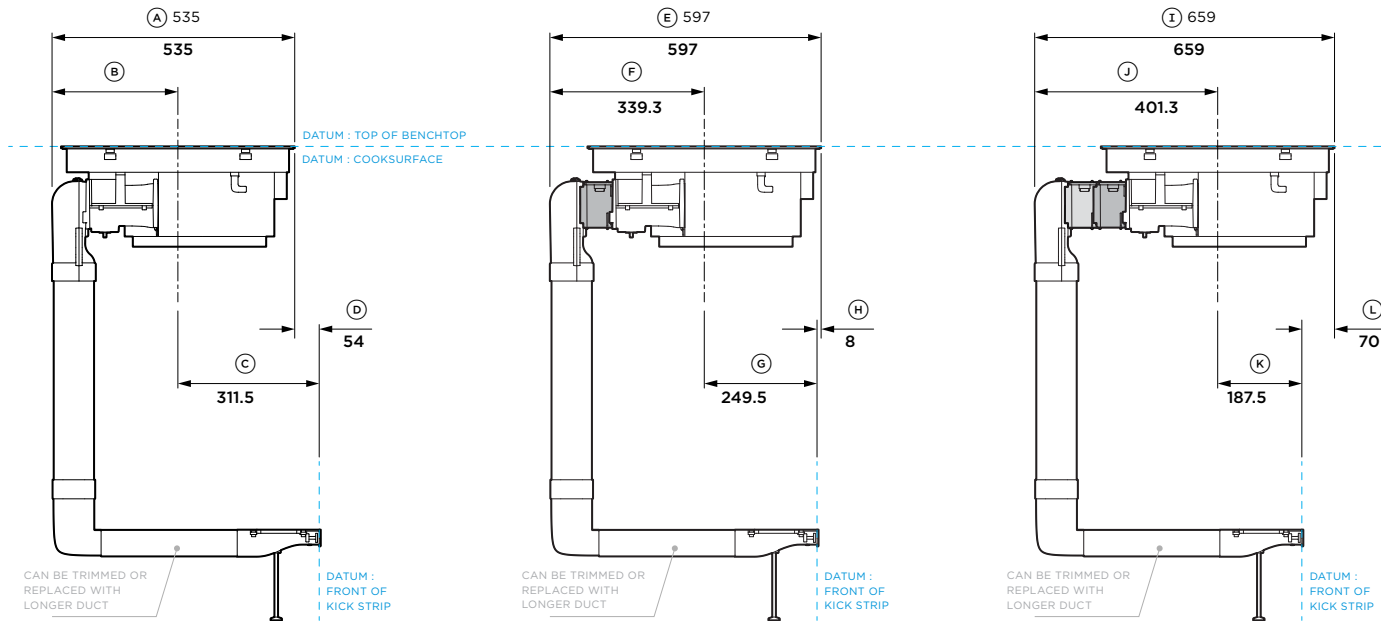 A 535
535
B
E 597
597
F
339.3
I 659
659
J
401.3
DATUM : TOP OF BENCHTOP
DATUM : COOKSURFACE
D
54
C
311.5
H
8
G
249.5
L
70
K
187.5
CAN BE TRIMMED OR
REPLACED WITH
LONGER DUCT
DATUM :
FRONT OF
KICK STRIP
CAN BE TRIMMED OR
REPLACED WITH
LONGER DUCT
DATUM :
FRONT OF
KICK STRIP
CAN BE TRIMMED OR
REPLACED WITH
LONGER DUCT
DATUM :
FRONT OF
KICK STRIP